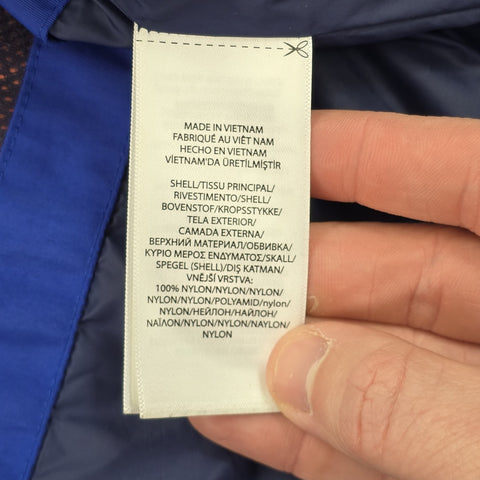 MADE IN VIETNAM
FABRIQUÉ AU VIÊT NAM
HECHO EN VIETNAM
VİETNAM'DA ÜRETİLMİŞTİR
SHELL/TISSU PRINCIPAL/
RIVESTIMENTO/SHELL/
BOVENSTOF/KROPSSTYKKE/
TELA EXTERIOR/
CAMADA EXTERNA/
ВЕРХНИЙ МАТЕРИАЛ/ОБВИВКА/
ΚΥΡΙΟ ΜΕΡΟΣ ΕΝΔΥΜΑΤΟΣ/SKALL/
SPEGEL (SHELL)/DIŞ KATMAN/
VNĚJŠÍ VRSTVA:
100% NYLON/NYLON/NYLON/
NYLON/NYLON/POLYAMID/nylon/
NYLON/НЕЙЛОН/НАЙЛОН/
ΝΑΪΛΟΝ/NYLON/NYLON/NAYLON/
NYLON